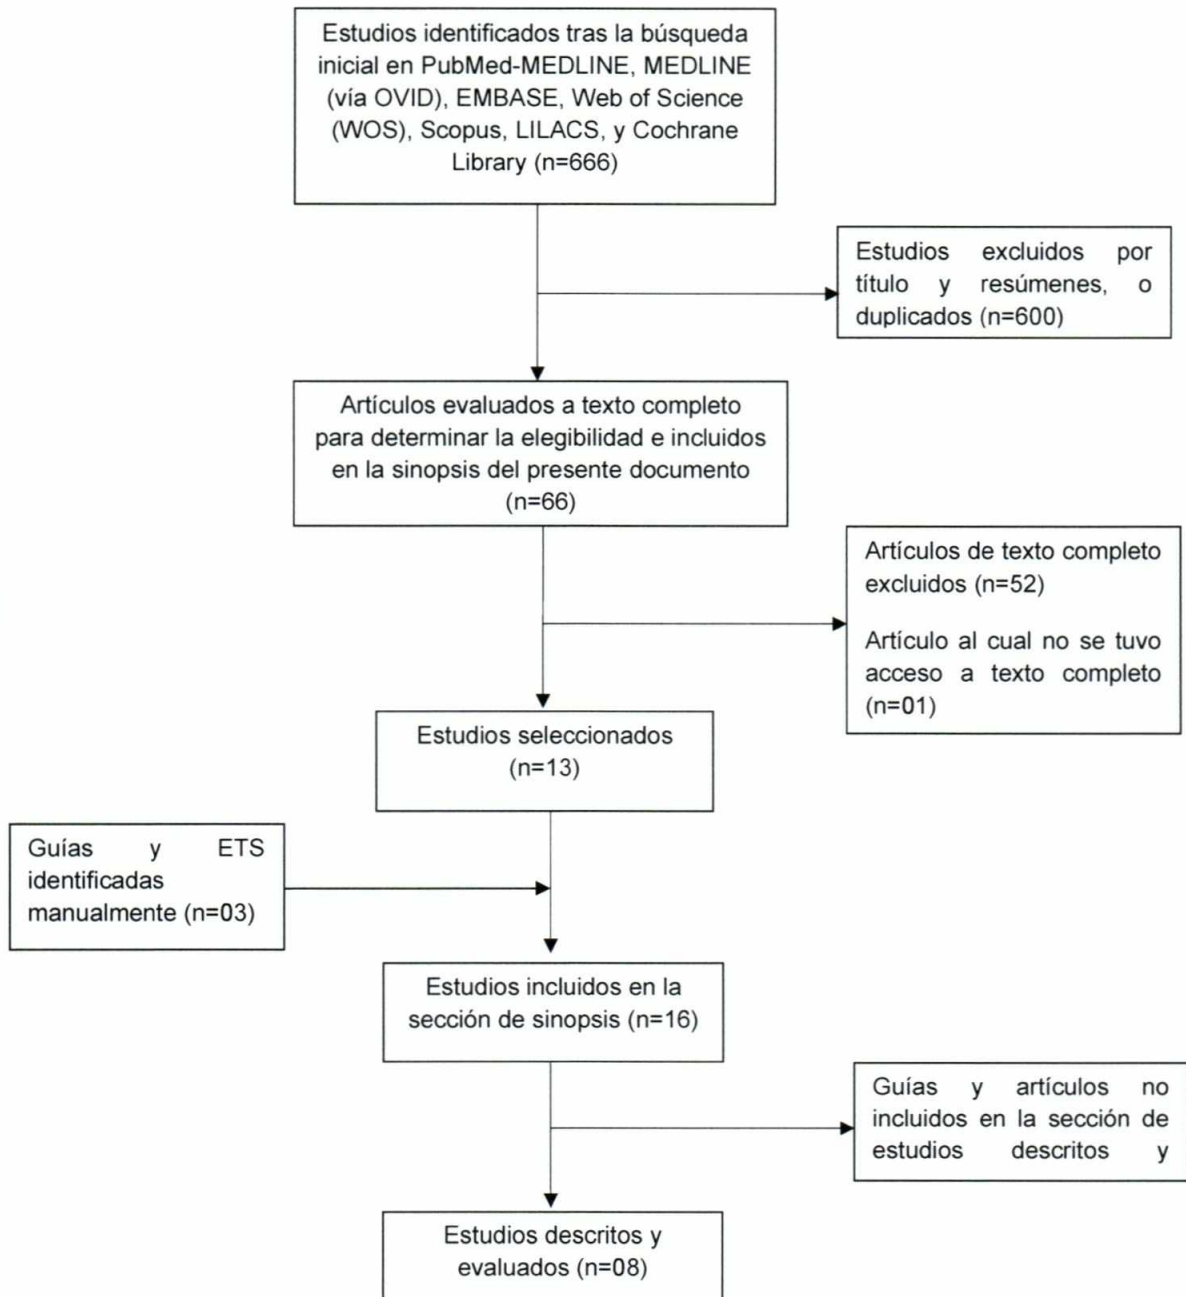 Estudios identificados tras la búsqueda
inicial en PubMed-MEDLINE, MEDLINE
(vía OVID), EMBASE, Web of Science
(WOS), Scopus, LILACS, y Cochrane
Library (n=666)
Estudios excluidos por
título y resúmenes, o
duplicados (n=600)
Artículos evaluados a texto completo
para determinar la elegibilidad e incluidos
en la sinopsis del presente documento
(n=66)
Artículos de texto completo
excluidos (n=52)
Artículo al cual no se tuvo
acceso a texto completo
(n=01)
Estudios seleccionados
(n=13)
Guías y ETS
identificadas
manualmente (n=03)
Estudios incluidos en la
sección de sinopsis (n=16)
Guías y artículos no
incluidos en la sección de
estudios descritos y
Estudios descritos y
evaluados (n=08)